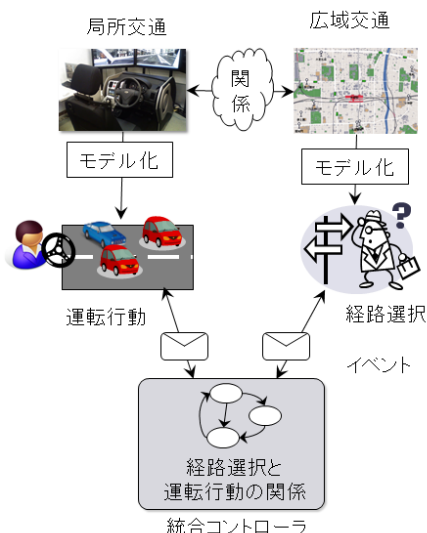 局所交通
広域交通
関
係
モデル化
モデル化
?
運転行動
経路選択
イベント
経路選択と
運転行動の関係
統合コントローラ